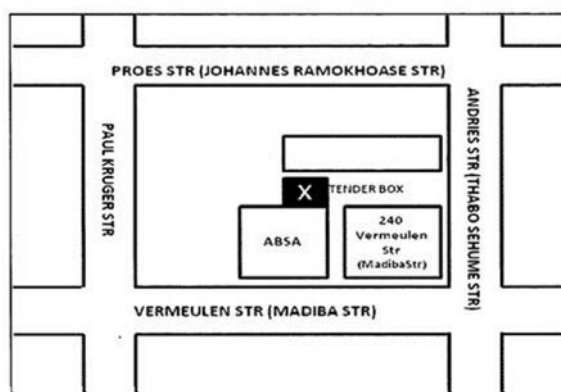 PROES STR (JOHANNES RAMOKHOASE STR)
PAUL KRUGER STR
ANDRIES STR (THABO SEHUME STR)
X
TENDER BOX
ABSA
240
Vermeulen
Str
(MadibaStr)
VERMEULEN STR (MADIBA STR)